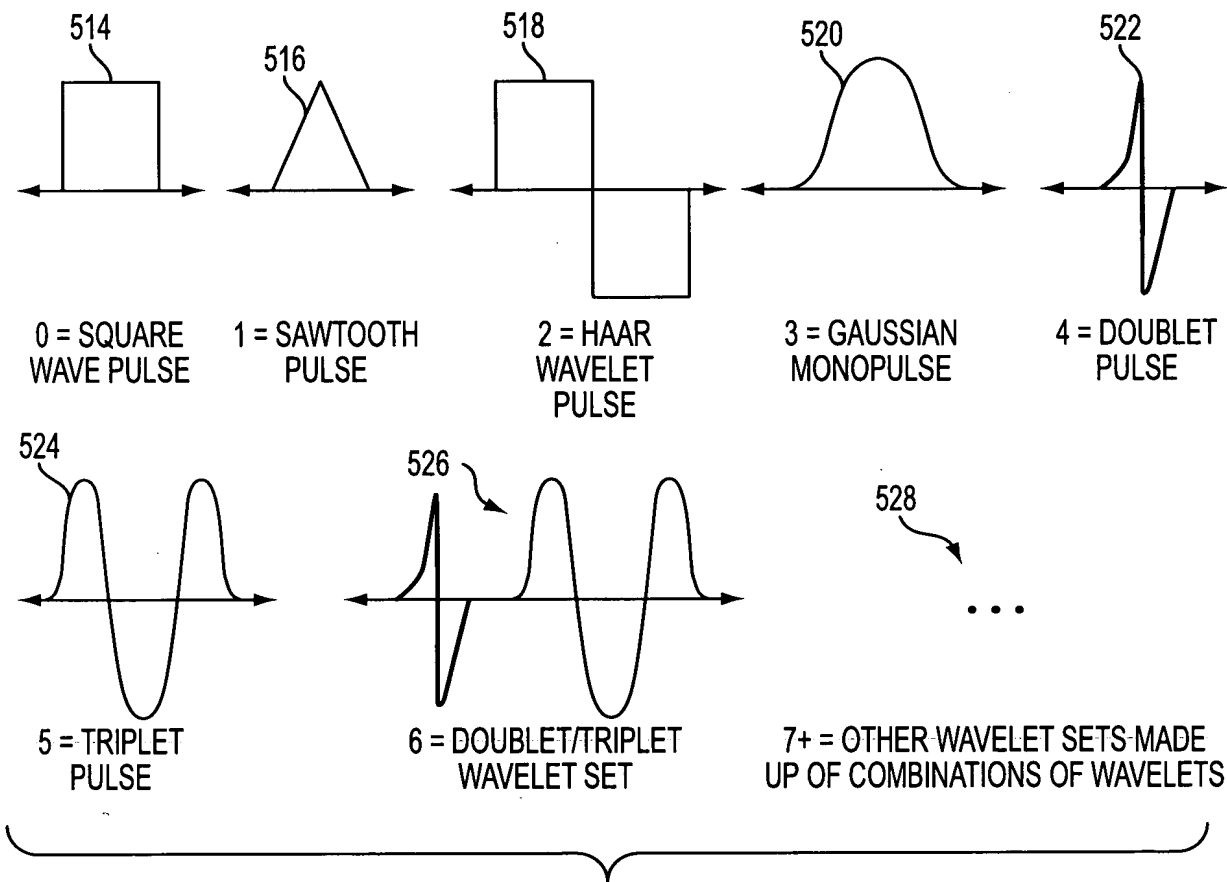 514
516
518
520
522
0 = SQUARE
WAVE PULSE
1 = SAWTOOTH
PULSE
2 = HAAR
WAVELET
PULSE
3 = GAUSSIAN
MONOPULSE
4 = DOUBLET
PULSE
524
526
528
...
5 = TRIPLET
PULSE
6 = DOUBLET/TRIPLET
WAVELET SET
7+ = OTHER WAVELET SETS MADE
UP OF COMBINATIONS OF WAVELETS